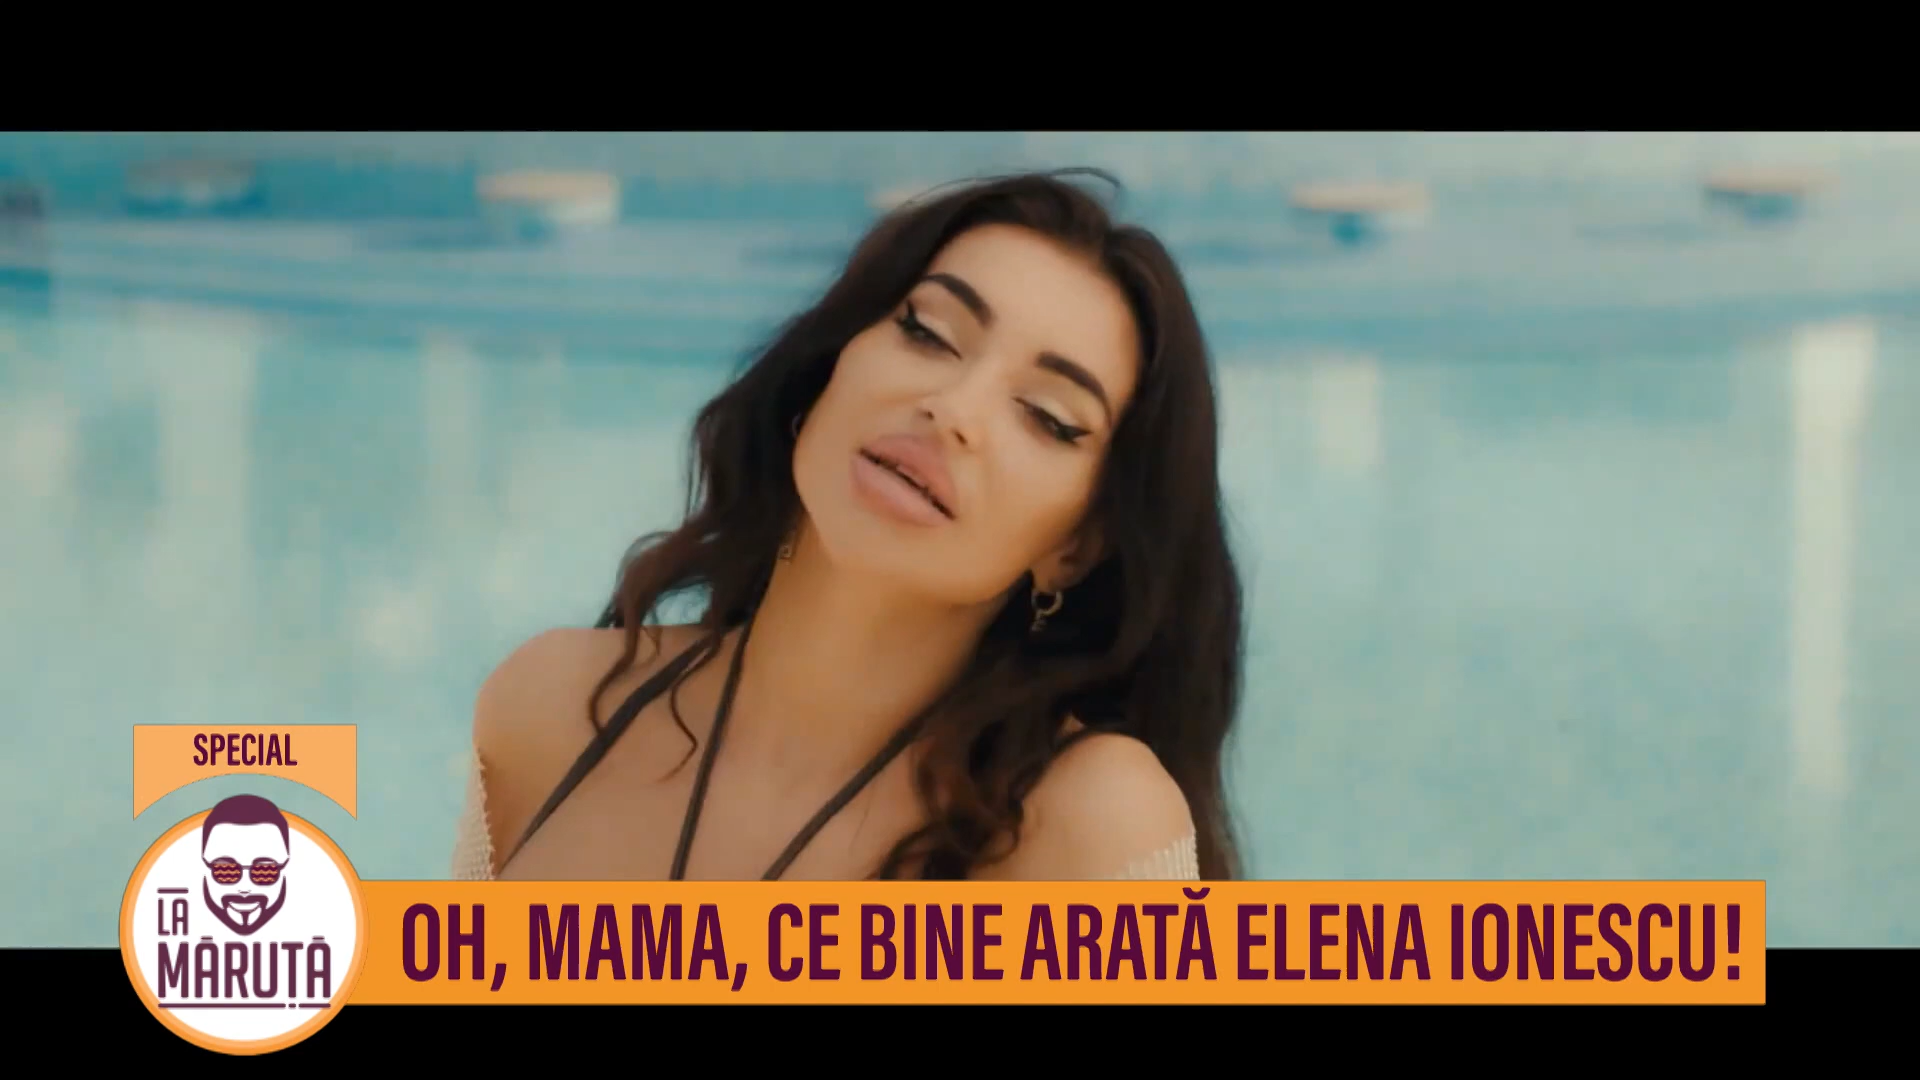 SPECIAL
LA
MĂRUȚĂ
OH, MAMA, CE BINE ARATĂ ELENA IONESCU!